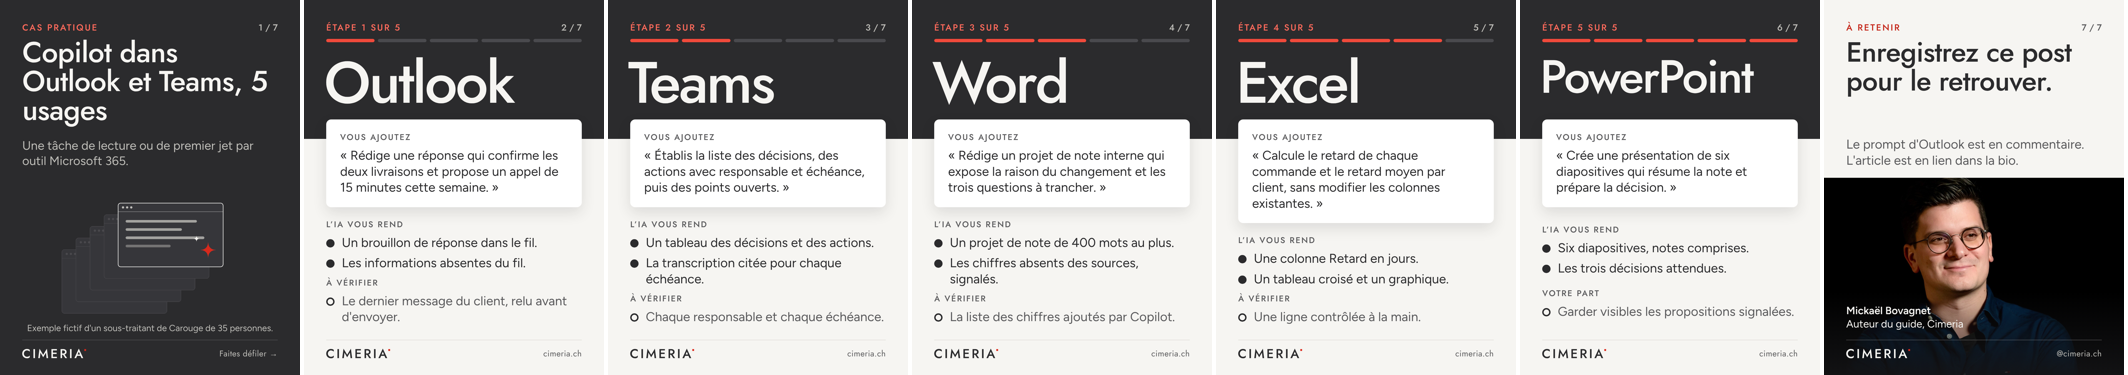 CAS PRATIQUE
1 / 7
Copilot dans
Outlook et Teams, 5
usages
Une tâche de lecture ou de premier jet par
outil Microsoft 365.
Exemple fictif d'un sous-traitant de Carouge de 35 personnes.
CIMERIA
Faites défiler →
ÉTAPE 1 SUR 5
2 / 7
Outlook
VOUS AJOUTEZ
« Rédige une réponse qui confirme les
deux livraisons et propose un appel de
15 minutes cette semaine. »
L'IA VOUS REND
Un brouillon de réponse dans le fil.
Les informations absentes du fil.
À VÉRIFIER
Le dernier message du client, relu avant
d'envoyer.
CIMERIA
cimeria.ch
ÉTAPE 2 SUR 5
3 / 7
Teams
VOUS AJOUTEZ
« Établis la liste des décisions, des
actions avec responsable et échéance,
puis des points ouverts. »
L'IA VOUS REND
Un tableau des décisions et des actions.
La transcription citée pour chaque
échéance.
À VÉRIFIER
Chaque responsable et chaque échéance.
CIMERIA
cimeria.ch
ÉTAPE 3 SUR 5
4 / 7
Word
VOUS AJOUTEZ
« Rédige un projet de note interne qui
expose la raison du changement et les
trois questions à trancher. »
L'IA VOUS REND
Un projet de note de 400 mots au plus.
Les chiffres absents des sources,
signalés.
À VÉRIFIER
La liste des chiffres ajoutés par Copilot.
CIMERIA
cimeria.ch
ÉTAPE 4 SUR 5
5 / 7
Excel
VOUS AJOUTEZ
« Calcule le retard de chaque
commande et le retard moyen par
client, sans modifier les colonnes
existantes. »
L'IA VOUS REND
Une colonne Retard en jours.
Un tableau croisé et un graphique.
À VÉRIFIER
Une ligne contrôlée à la main.
CIMERIA
cimeria.ch
ÉTAPE 5 SUR 5
6 / 7
PowerPoint
VOUS AJOUTEZ
« Crée une présentation de six
diapositives qui résume la note et
prépare la décision. »
L'IA VOUS REND
Six diapositives, notes comprises.
Les trois décisions attendues.
VOTRE PART
Garder visibles les propositions signalées.
CIMERIA
cimeria.ch
À RETENIR
7 / 7
Enregistrez ce post
pour le retrouver.
Le prompt d'Outlook est en commentaire.
L'article est en lien dans la bio.
Mickaël Bovagnet
Auteur du guide, Cimeria
CIMERIA
@cimeria.ch